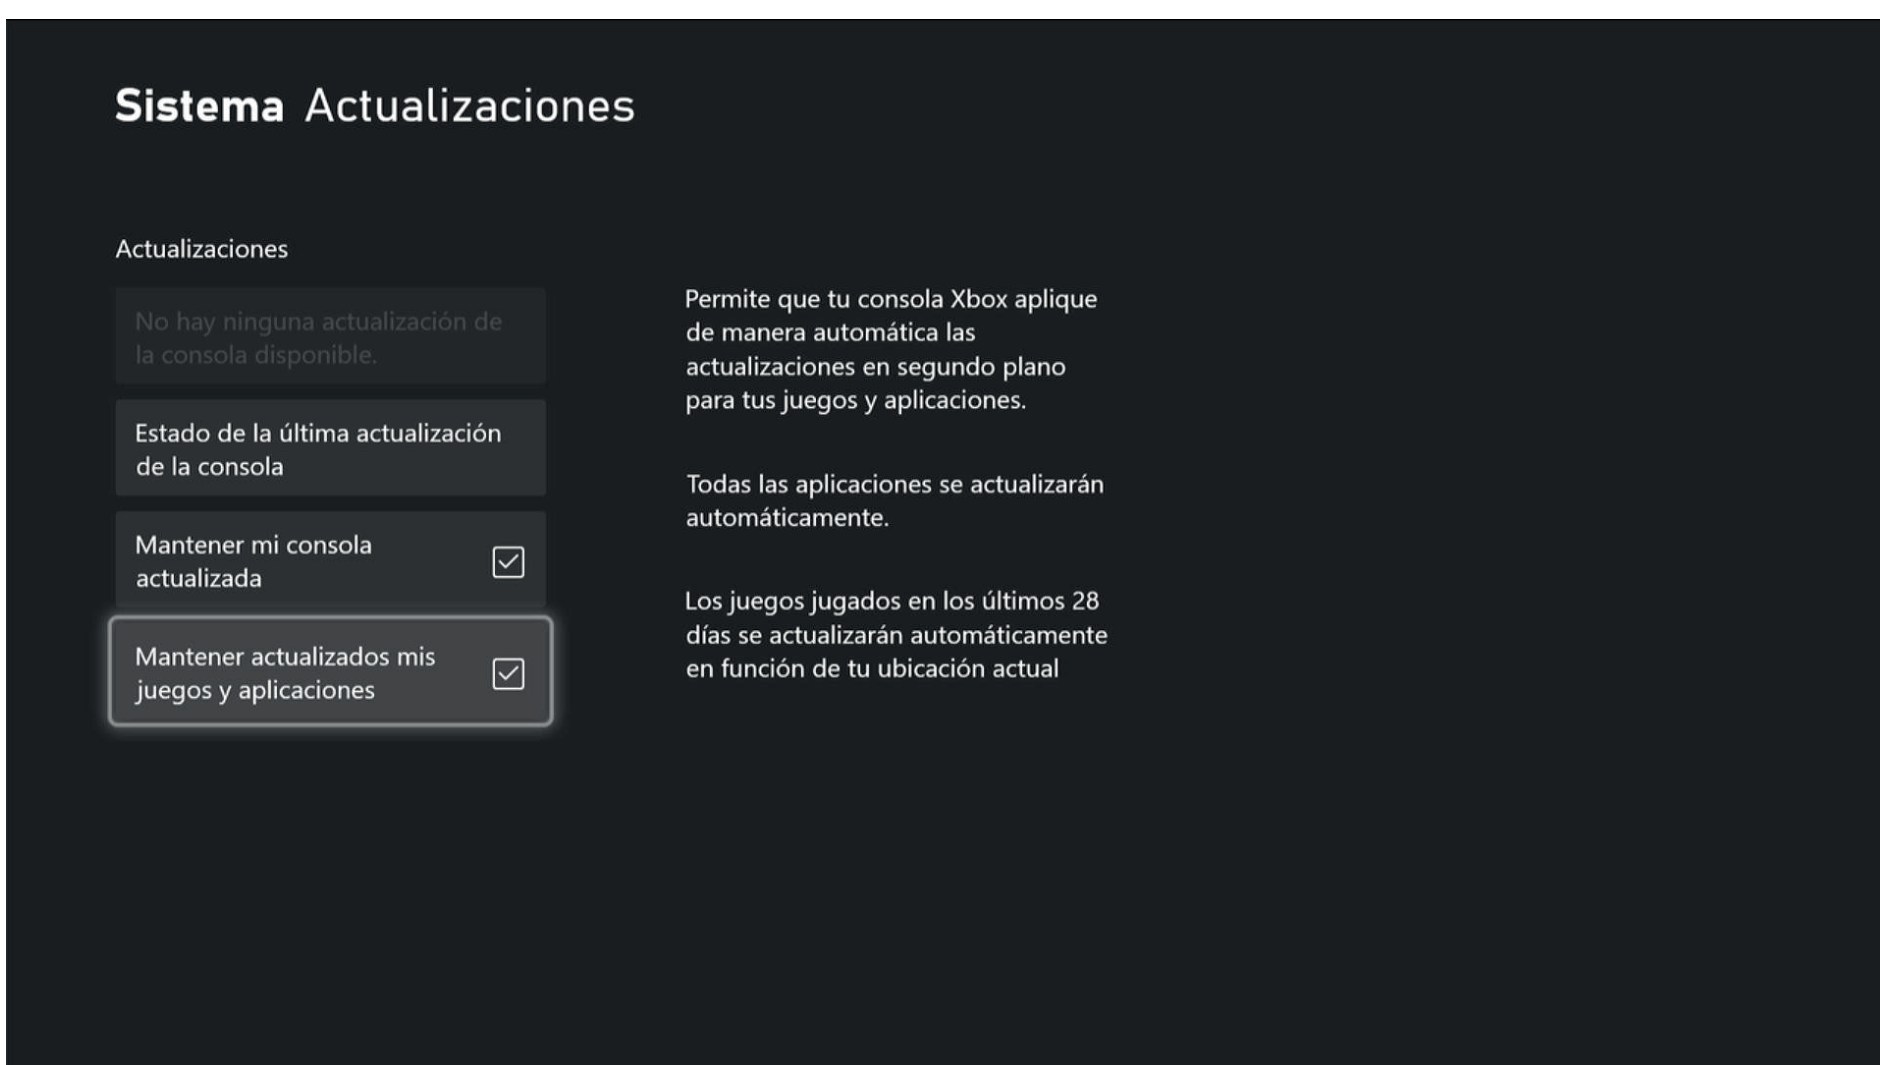 Sistema Actualizaciones
Actualizaciones
No hay ninguna actualización de
la consola disponible.
Estado de la última actualización
de la consola
Mantener mi consola
actualizada
Mantener actualizados mis
juegos y aplicaciones
Permite que tu consola Xbox aplique
de manera automática las
actualizaciones en segundo plano
para tus juegos y aplicaciones.
Todas las aplicaciones se actualizarán
automáticamente.
Los juegos jugados en los últimos 28
días se actualizarán automáticamente
en función de tu ubicación actual